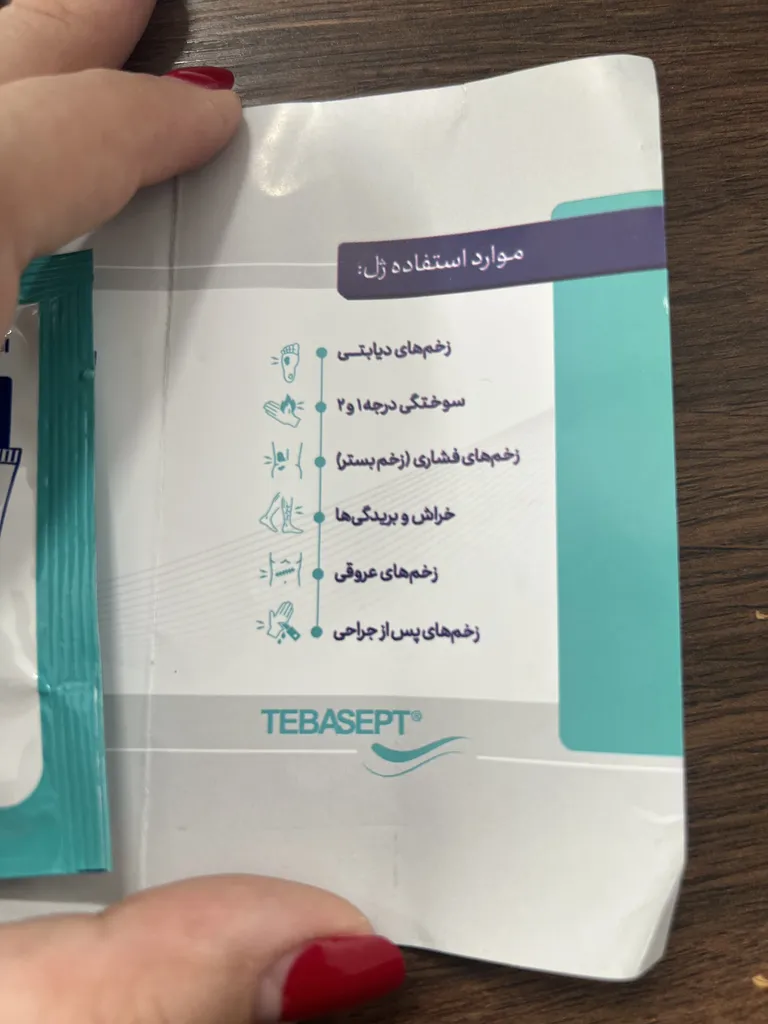 موارد استفاده ژل:
زخم‌های دیابتی
سوختگی درجه ۱ و ۲
زخم‌های فشاری (زخم بستر)
خراش و بریدگی‌ها
زخم‌های عروقی
زخم‌های پس از جراحی
TEBASEPT®